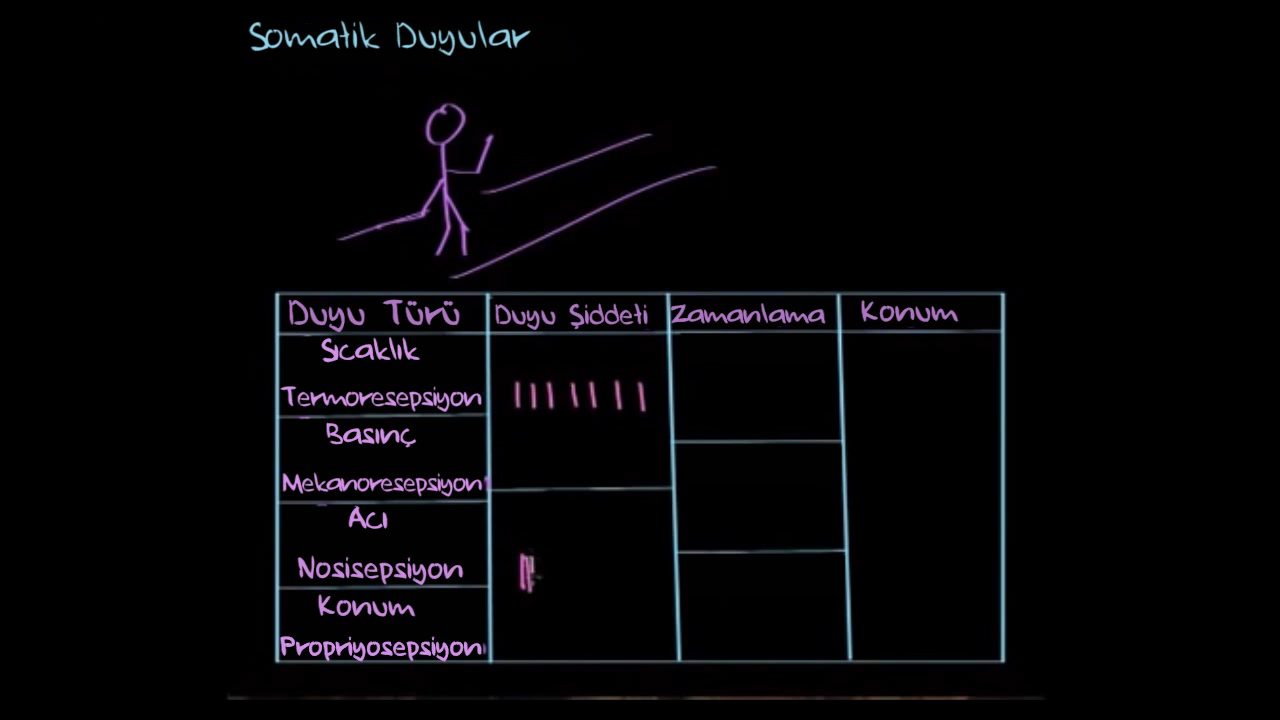 Somatik Duyular
Duyu Türü Duyu Şiddeti Zamanlama Konum
Sıcaklık
Termoresepsiyon
Basınç
Mekanoresepsiyon
Acı
Nosisepsiyon
Konum
Propriyosepsiyon